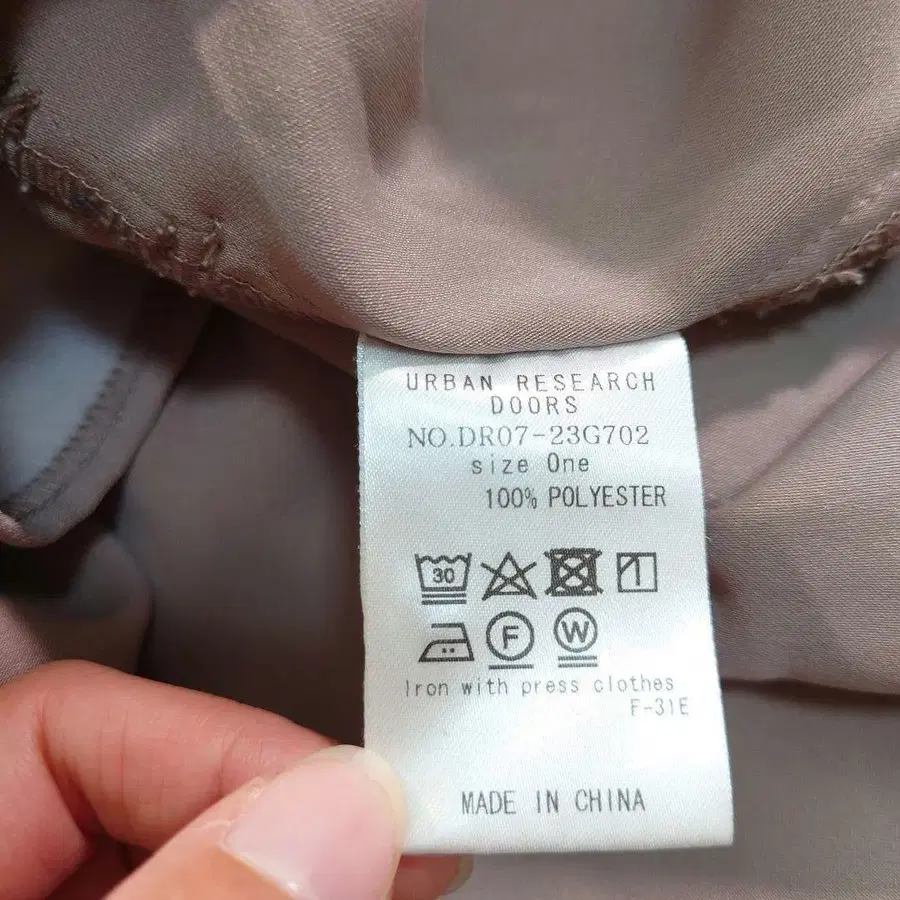 URBAN RESEARCH
DOORS
NO.DR07-23G702
size One
100% POLYESTER
30
F W
Iron with press clothes
F-31E
MADE IN CHINA